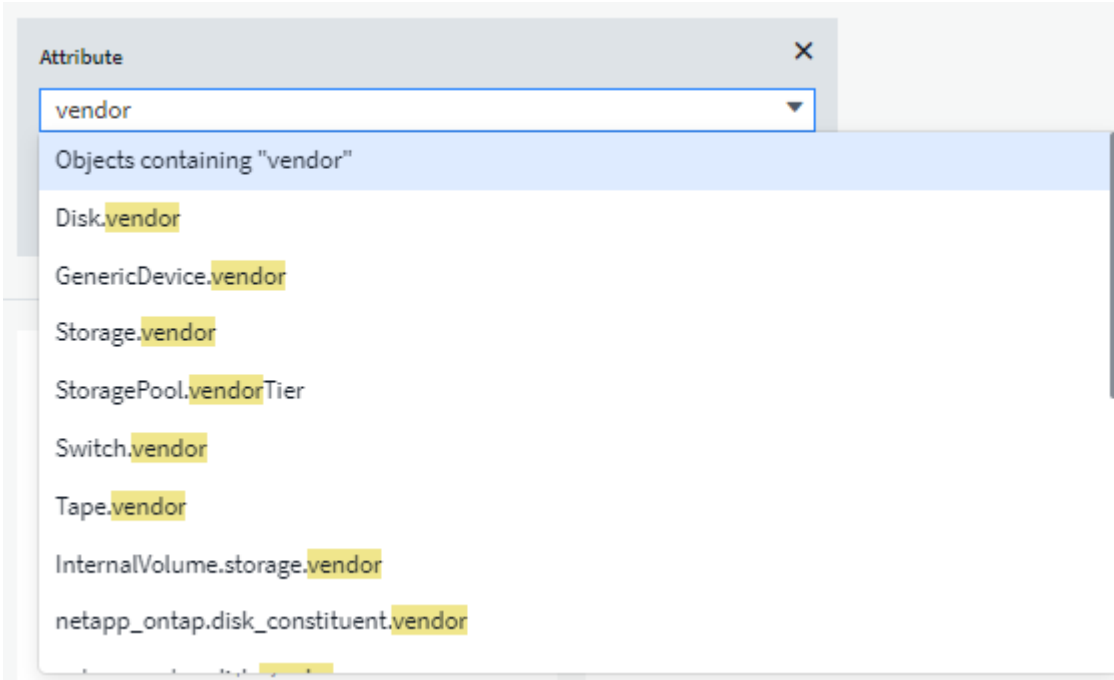 Attribute
vendor
Objects containing "vendor"
Disk.vendor
GenericDevice.vendor
Storage.vendor
StoragePool.vendorTier
Switch.vendor
Tape.vendor
InternalVolume.storage.vendor
netapp_ontap.disk_constituent.vendor